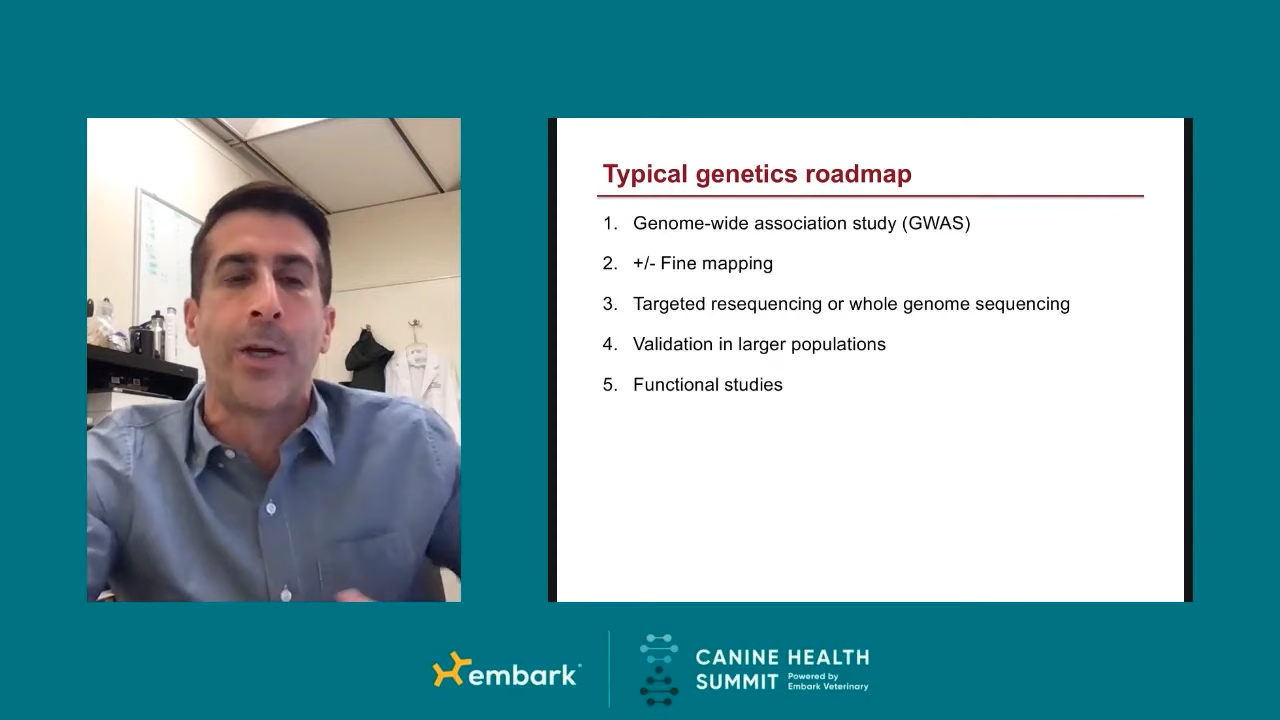 Typical genetics roadmap
1. Genome-wide association study (GWAS)
2. +/- Fine mapping
3. Targeted resequencing or whole genome sequencing
4. Validation in larger populations
5. Functional studies
embark
CANINE HEALTH
SUMMIT Powered by
Embark Veterinary